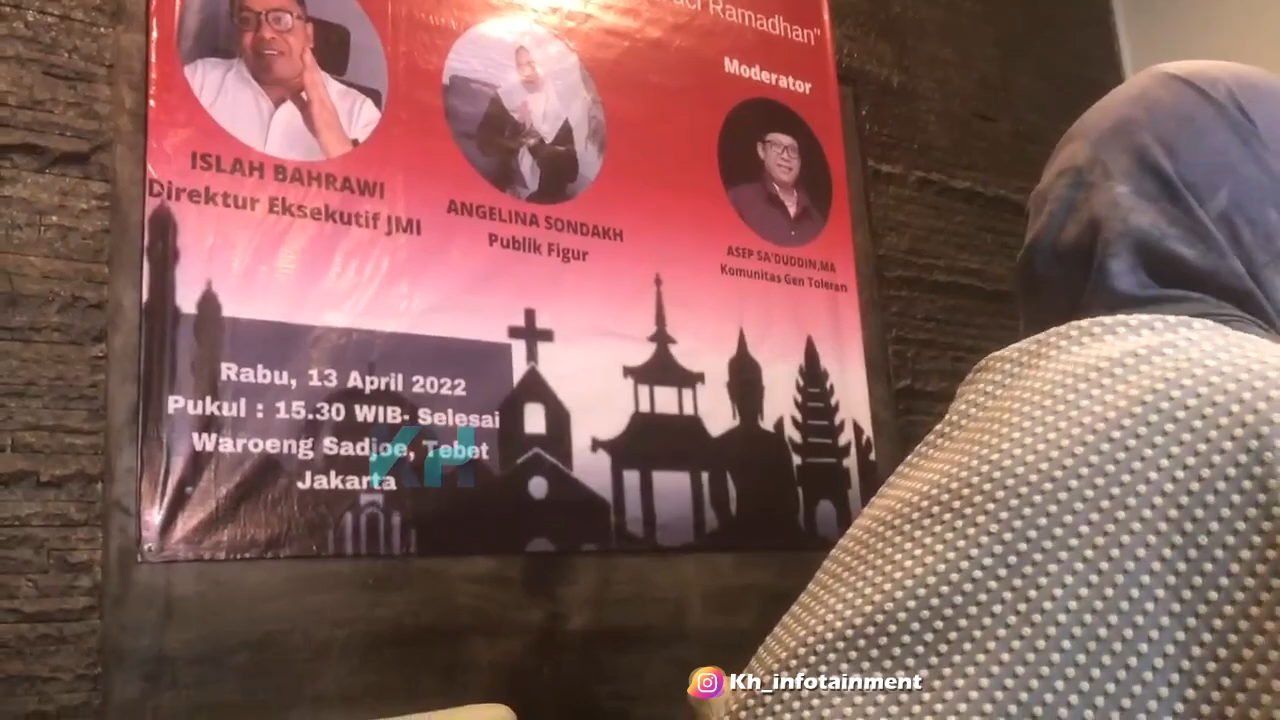 Ramadhan"
Moderator
ISLAH BAHRAWI
Direktur Eksekutif JMI
ANGELINA SONDAKH
Publik Figur
ASEP SA'DUDDIN,MA
Komunitas Gen Toleran
Rabu, 13 April 2022
Pukul : 15.30 WIB- Selesai
Waroeng Sadjoe, Tebet
Jakarta
KH
Kh_infotainment